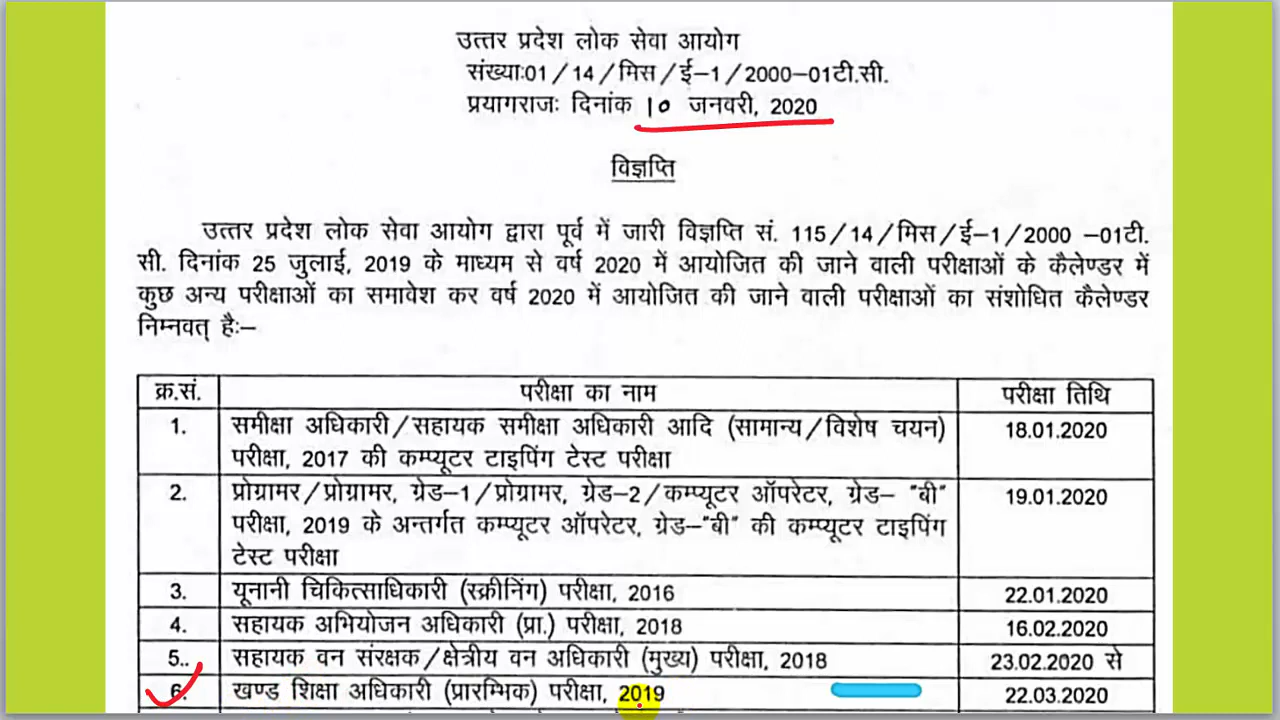 उत्तर प्रदेश लोक सेवा आयोग
संख्याः01/14/मिस/ई-1/2000-01टी.सी.
प्रयागराजः दिनांक 10 जनवरी, 2020
विज्ञप्ति
उत्तर प्रदेश लोक सेवा आयोग द्वारा पूर्व में जारी विज्ञप्ति सं. 115/14/मिस/ई-1/2000 -01टी.
सी. दिनांक 25 जुलाई, 2019 के माध्यम से वर्ष 2020 में आयोजित की जाने वाली परीक्षाओं के कैलेण्डर में
कुछ अन्य परीक्षाओं का समावेश कर वर्ष 2020 में आयोजित की जाने वाली परीक्षाओं का संशोधित कैलेण्डर
निम्नवत् हैः-
क्र.सं. परीक्षा का नाम परीक्षा तिथि
1. समीक्षा अधिकारी/सहायक समीक्षा अधिकारी आदि (सामान्य/विशेष चयन) 18.01.2020
परीक्षा, 2017 की कम्प्यूटर टाइपिंग टेस्ट परीक्षा
2. प्रोग्रामर/प्रोग्रामर, ग्रेड-1/प्रोग्रामर, ग्रेड-2/कम्प्यूटर ऑपरेटर, ग्रेड- "बी" 19.01.2020
परीक्षा, 2019 के अन्तर्गत कम्प्यूटर ऑपरेटर, ग्रेड-"बी" की कम्प्यूटर टाइपिंग
टेस्ट परीक्षा
3. यूनानी चिकित्साधिकारी (स्क्रीनिंग) परीक्षा, 2016 22.01.2020
4. सहायक अभियोजन अधिकारी (प्रा.) परीक्षा, 2018 16.02.2020
5.. सहायक वन संरक्षक/क्षेत्रीय वन अधिकारी (मुख्य) परीक्षा, 2018 23.02.2020 से
6. खण्ड शिक्षा अधिकारी (प्रारम्भिक) परीक्षा, 2019 22.03.2020